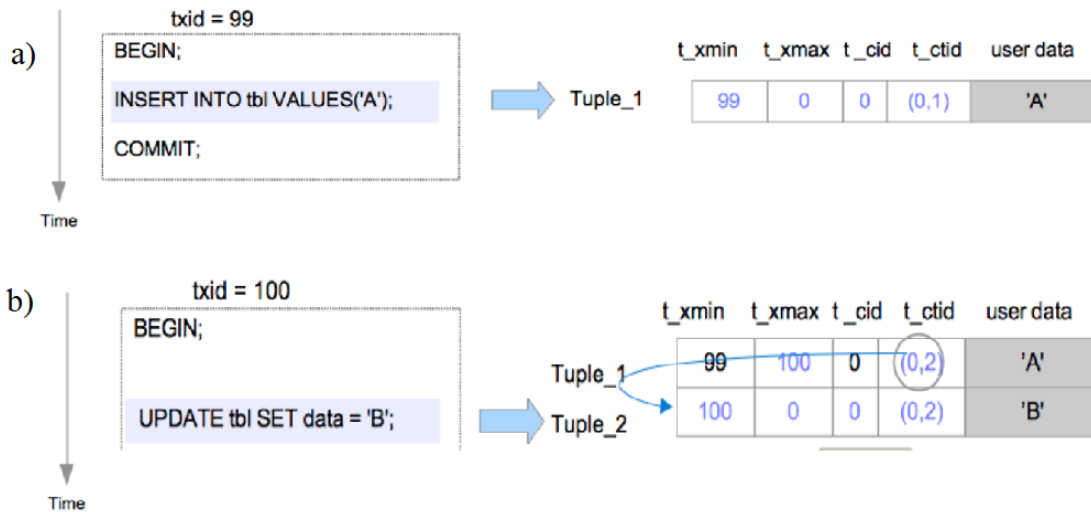 txid = 99
a)
BEGIN;
INSERT INTO tbl VALUES('A');
COMMIT;
Time
t_xmin t_xmax t_cid t_ctid user data
Tuple_1 99 0 0 (0,1) 'A'
b)
txid = 100
BEGIN;
UPDATE tbl SET data = 'B';
Time
t_xmin t_xmax t_cid t_ctid user data
Tuple_1 99 100 0 (0,2) 'A'
Tuple_2 100 0 0 (0,2) 'B'